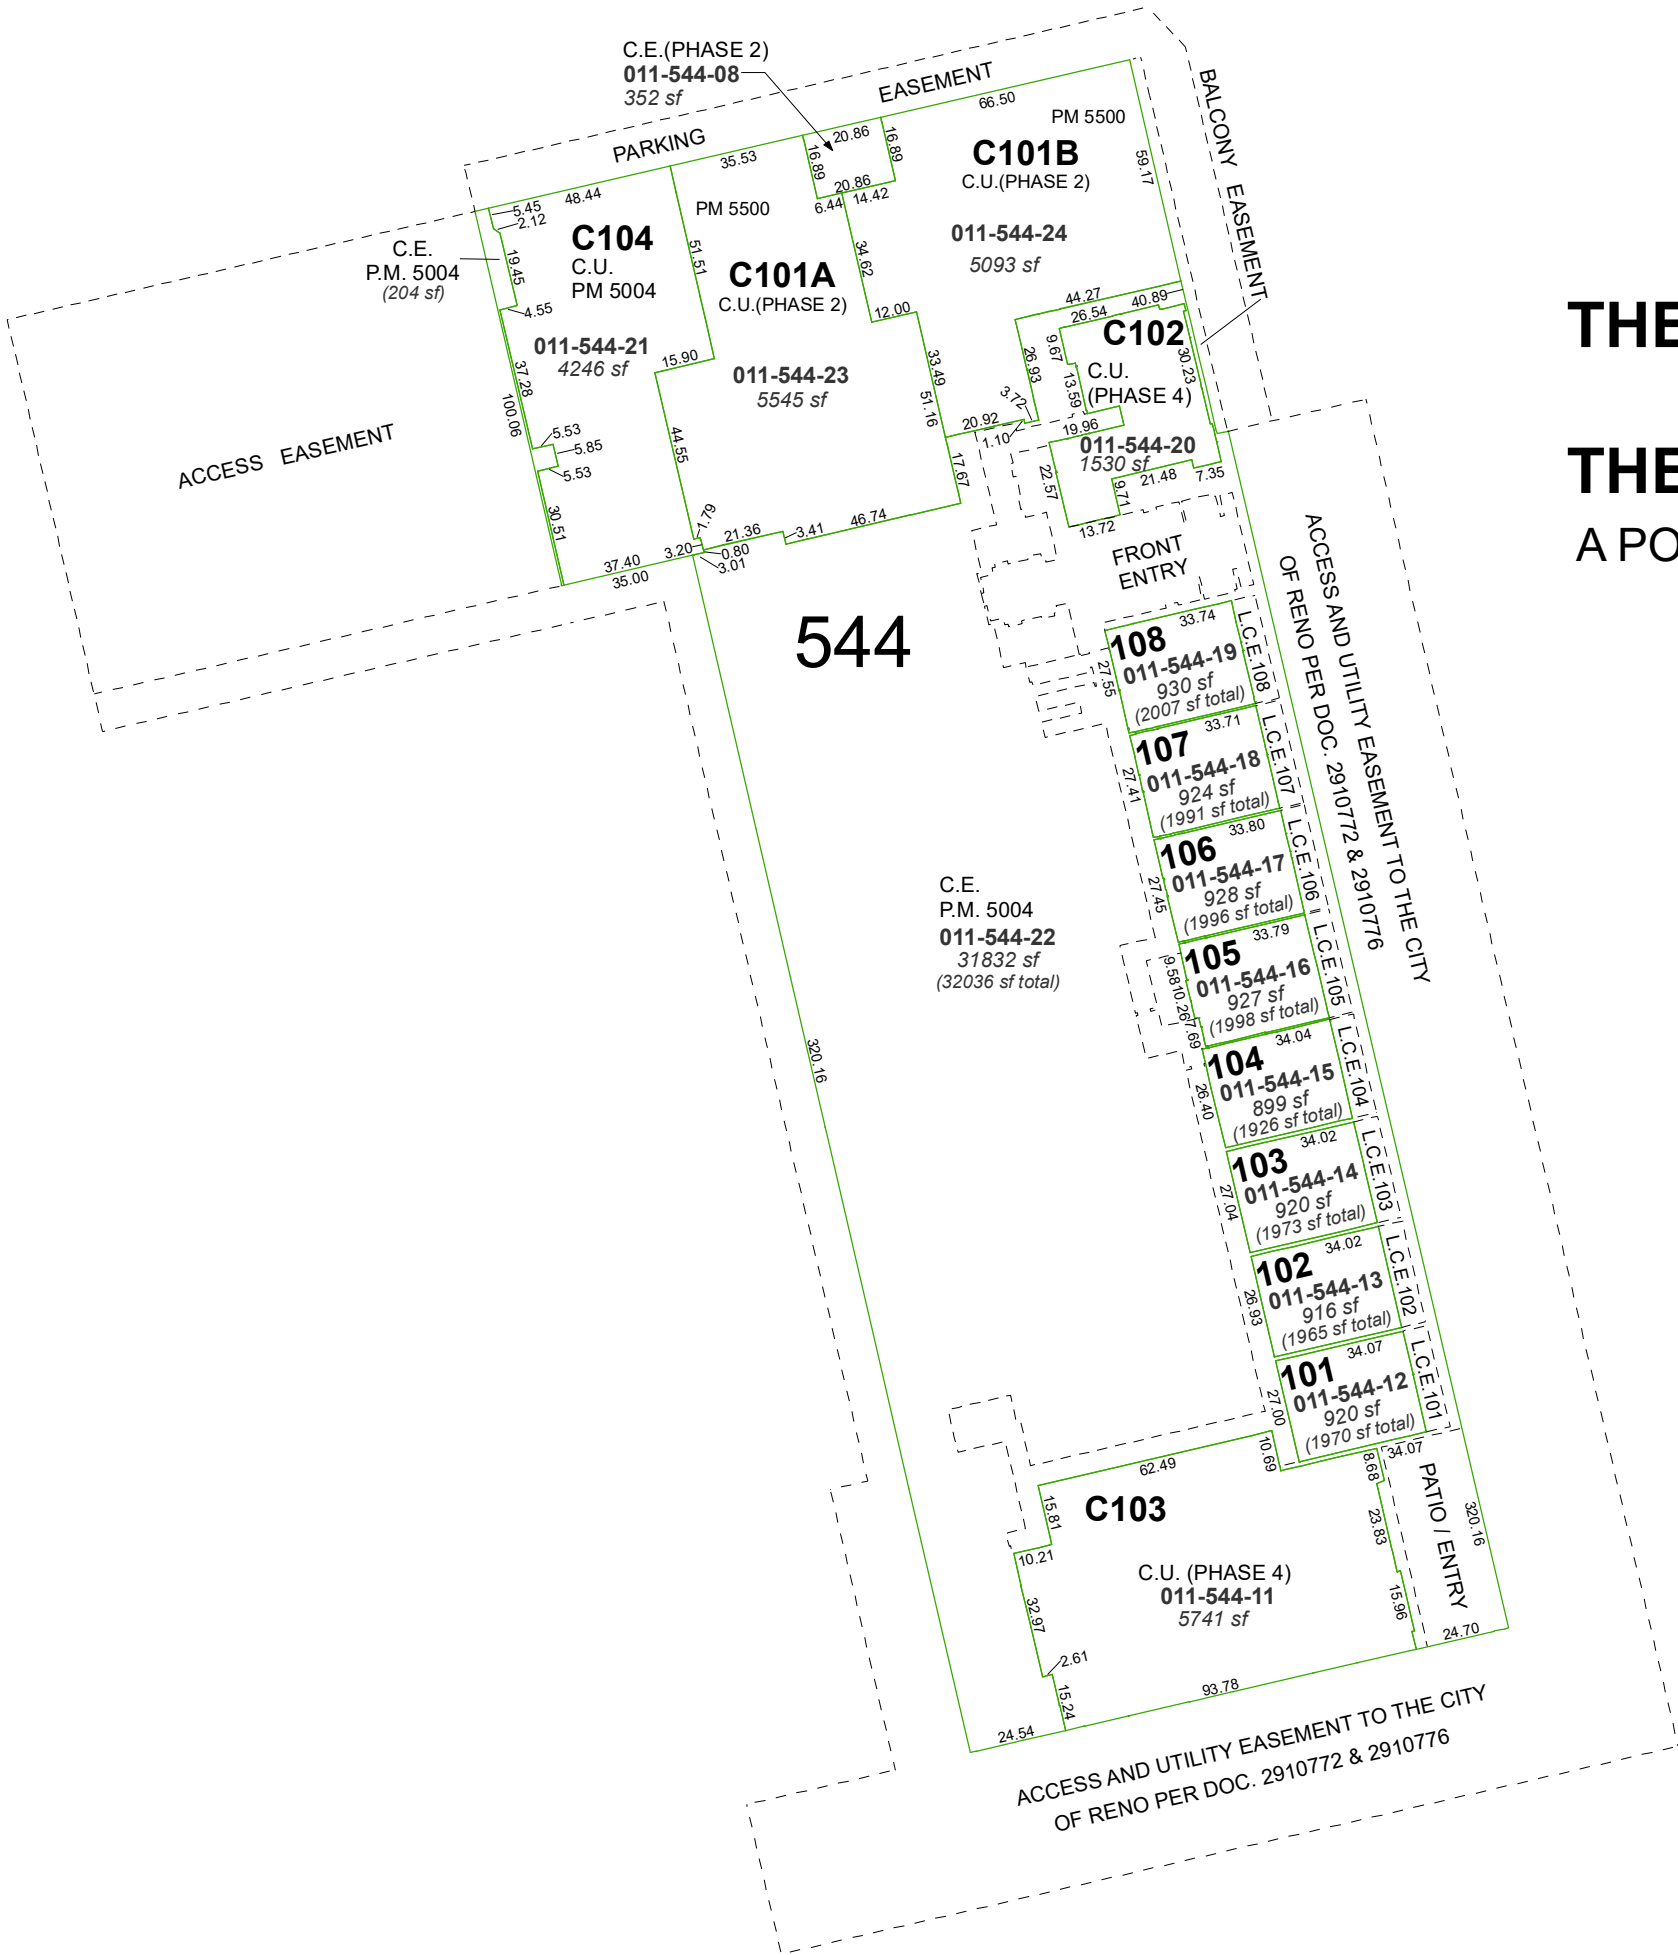 C.E.(PHASE 2)
011-544-08
352 sf
PARKING
EASEMENT
BALCONY EASEMENT
66.50
PM 5500
20.86
16.89
16.89
20.86
35.53
48.44
6.44
14.42
59.17
C101B
C.U.(PHASE 2)
011-544-24
5093 sf
5.45
2.12
C.E.
P.M. 5004
(204 sf)
19.45
4.55
C104
C.U.
PM 5004
011-544-21
4246 sf
PM 5500
51.51
C101A
C.U.(PHASE 2)
34.62
12.00
011-544-23
5545 sf
15.90
33.49
51.16
44.27
40.89
26.54
C102
C.U.
(PHASE 4)
9.67
13.59
30.23
26.93
3.72
20.92
1.10
19.96
011-544-20
1530 sf
22.57
9.71
21.48
7.35
13.72
THE
THE
A PO
ACCESS EASEMENT
37.28
100.06
5.53
5.85
5.53
30.51
44.55
17.67
1.79
21.36
3.41
46.74
3.20
0.80
3.01
37.40
35.00
FRONT
ENTRY
544
ACCESS AND UTILITY EASEMENT TO THE CITY
OF RENO PER DOC. 2910772 & 2910776
33.74
108
011-544-19
930 sf
(2007 sf total)
27.55
L.C.E.108
33.71
107
011-544-18
924 sf
(1991 sf total)
27.41
L.C.E.107
33.80
106
011-544-17
928 sf
(1996 sf total)
27.45
L.C.E.106
C.E.
P.M. 5004
011-544-22
31832 sf
(32036 sf total)
33.79
105
011-544-16
927 sf
(1998 sf total)
9.58
10.26
7.69
L.C.E.105
320.16
34.04
104
011-544-15
899 sf
(1926 sf total)
26.40
L.C.E.104
34.02
103
011-544-14
920 sf
(1973 sf total)
27.04
L.C.E.103
34.02
102
011-544-13
916 sf
(1965 sf total)
26.93
L.C.E.102
34.07
101
011-544-12
920 sf
(1970 sf total)
27.00
L.C.E.101
34.07
10.69
8.68
62.49
C103
15.81
10.21
23.83
PATIO / ENTRY
320.16
C.U. (PHASE 4)
011-544-11
5741 sf
32.97
15.96
2.61
15.24
24.70
93.78
24.54
ACCESS AND UTILITY EASEMENT TO THE CITY
OF RENO PER DOC. 2910772 & 2910776